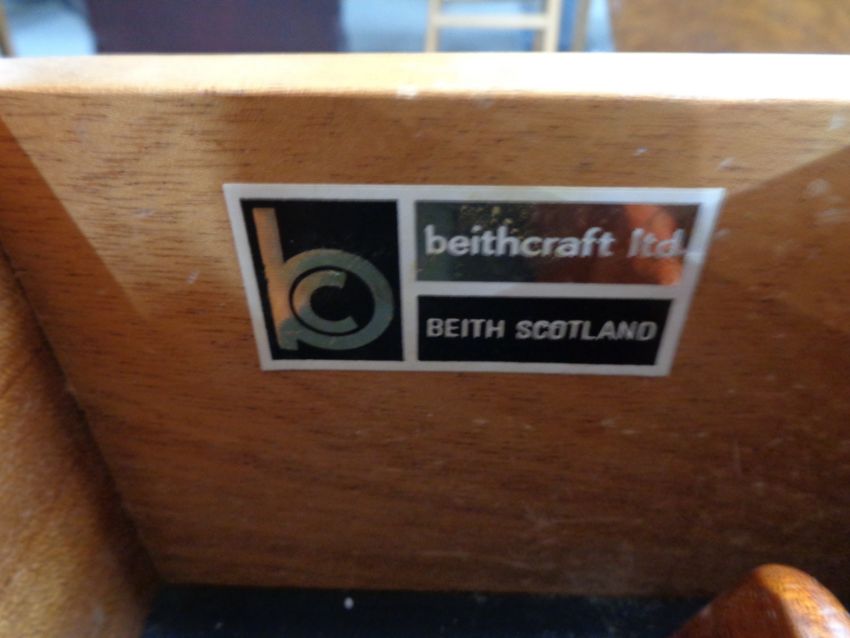 bc
beithcraft ltd.
BEITH SCOTLAND